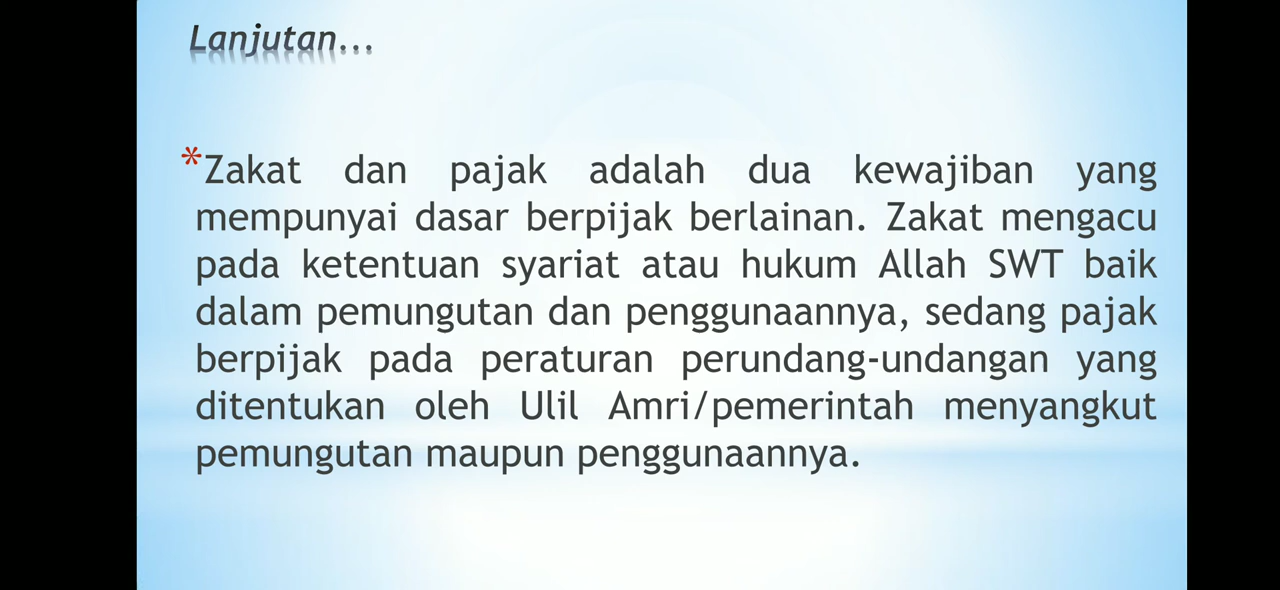 Lanjutan...
*Zakat dan pajak adalah dua kewajiban yang
mempunyai dasar berpijak berlainan. Zakat mengacu
pada ketentuan syariat atau hukum Allah SWT baik
dalam pemungutan dan penggunaannya, sedang pajak
berpijak pada peraturan perundang-undangan yang
ditentukan oleh Ulil Amri/pemerintah menyangkut
pemungutan maupun penggunaannya.